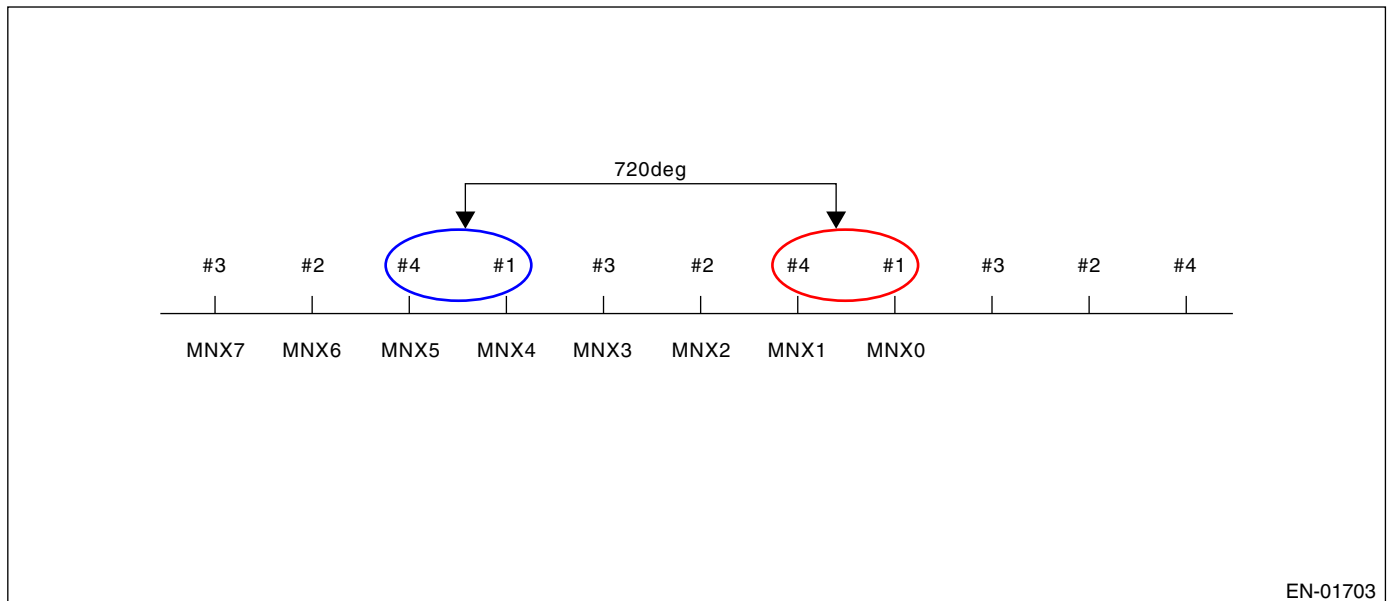 720deg
#3 #2 #4 #1 #3 #2 #4 #1 #3 #2 #4
MNX7 MNX6 MNX5 MNX4 MNX3 MNX2 MNX1 MNX0
EN-01703